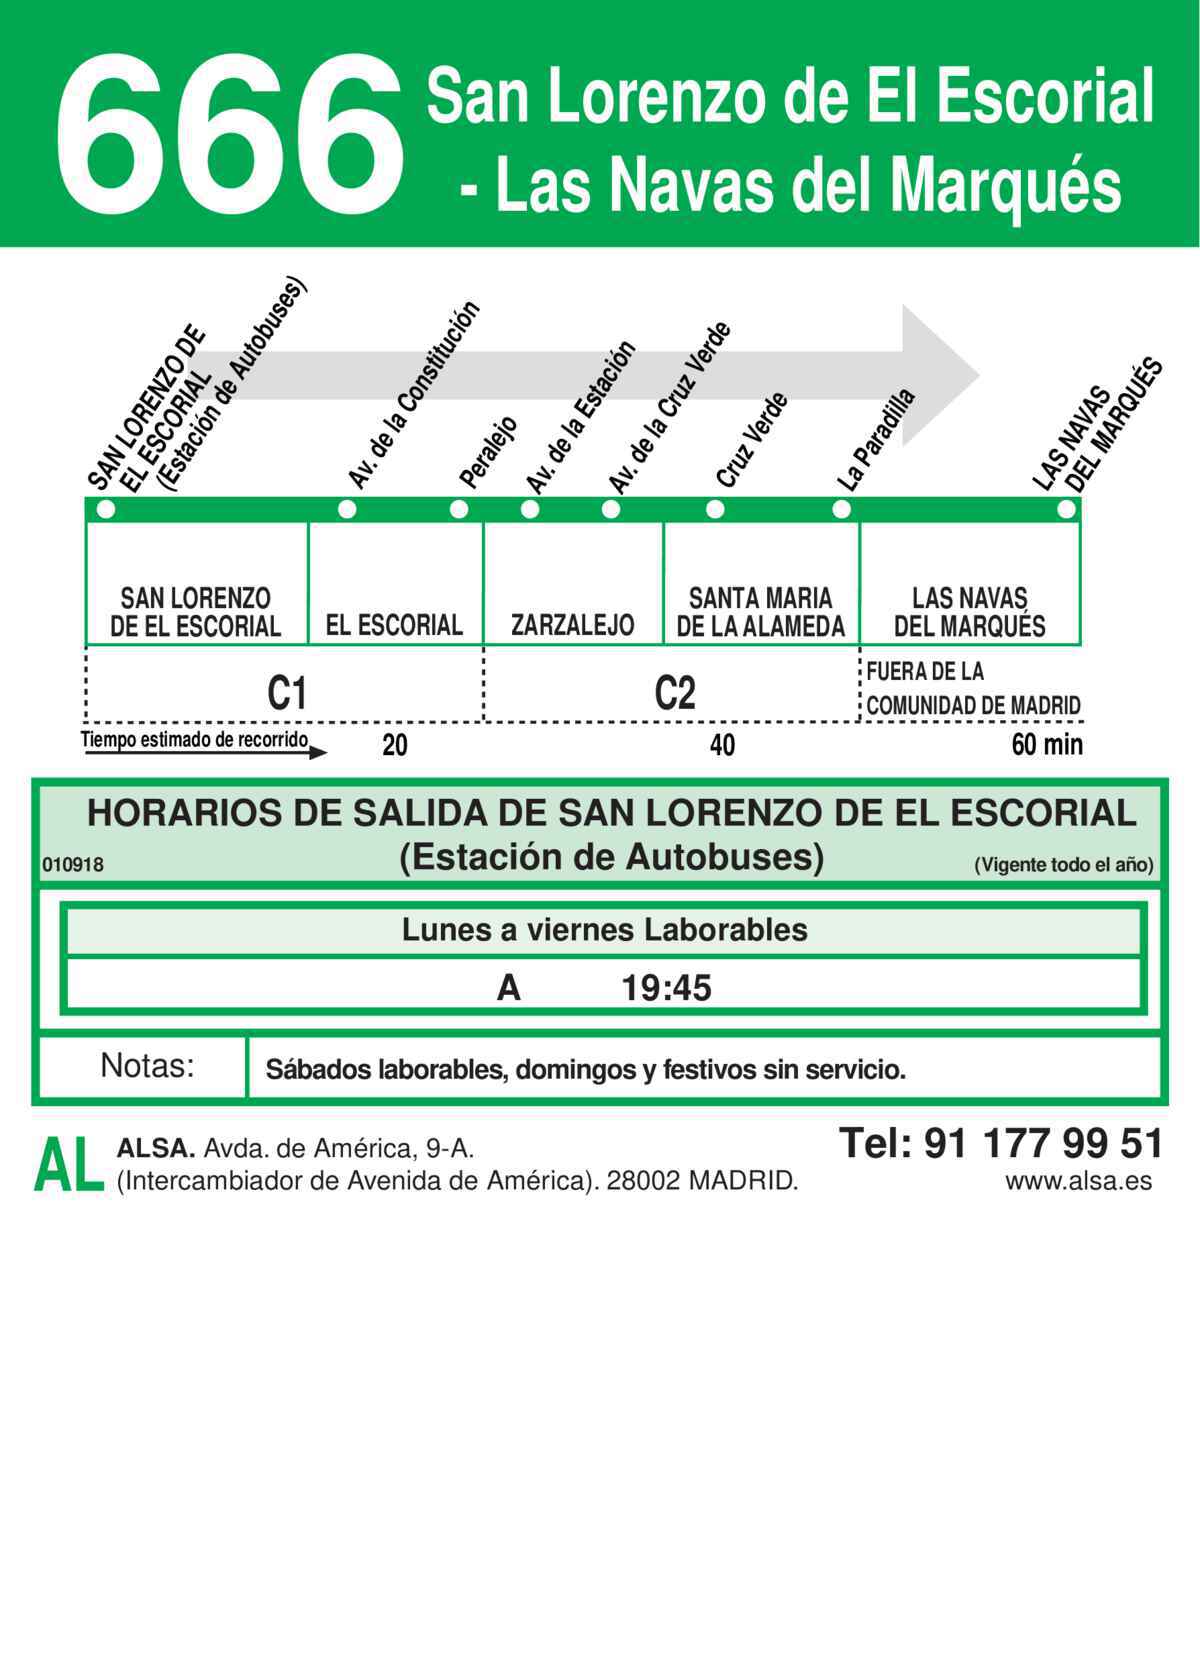 666
San Lorenzo de El Escorial
- Las Navas del Marqués
SAN LORENZO DE
EL ESCORIAL
(Estación de Autobuses)
Av. de la Constitución
Peralejo
Av. de la Estación
Av. de la Cruz Verde
Cruz Verde
La Paradilla
LAS NAVAS
DEL MARQUÉS
SAN LORENZO
DE EL ESCORIAL
EL ESCORIAL
ZARZALEJO
SANTA MARIA
DE LA ALAMEDA
LAS NAVAS
DEL MARQUÉS
C1
C2
FUERA DE LA
COMUNIDAD DE MADRID
Tiempo estimado de recorrido
20
40
60 min
HORARIOS DE SALIDA DE SAN LORENZO DE EL ESCORIAL
010918
(Estación de Autobuses)
(Vigente todo el año)
Lunes a viernes Laborables
A 19:45
Notas:
Sábados laborables, domingos y festivos sin servicio.
AL
ALSA. Avda. de América, 9-A.
(Intercambiador de Avenida de América). 28002 MADRID.
Tel: 91 177 99 51
www.alsa.es